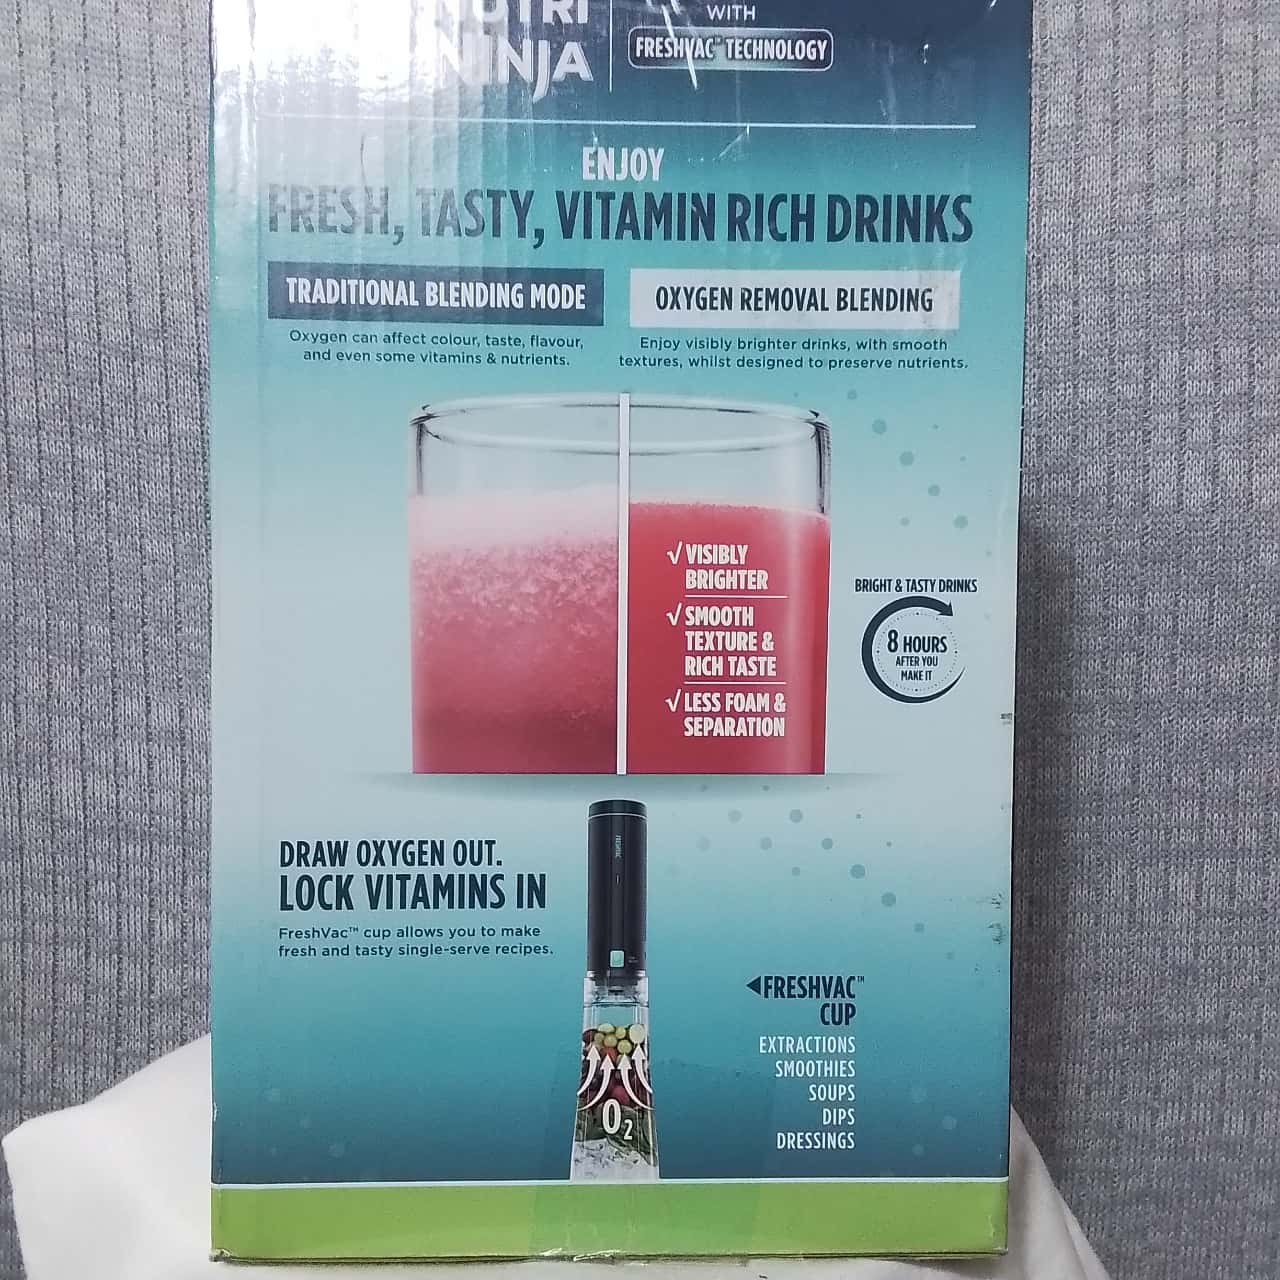 NUTRI
NINJA
WITH
FRESHVAC™ TECHNOLOGY
ENJOY
FRESH, TASTY, VITAMIN RICH DRINKS
TRADITIONAL BLENDING MODE
Oxygen can affect colour, taste, flavour,
and even some vitamins & nutrients.
OXYGEN REMOVAL BLENDING
Enjoy visibly brighter drinks, with smooth
textures, whilst designed to preserve nutrients.
√ VISIBLY
BRIGHTER
√ SMOOTH
TEXTURE &
RICH TASTE
√ LESS FOAM &
SEPARATION
BRIGHT & TASTY DRINKS
8 HOURS
AFTER YOU
MAKE IT
DRAW OXYGEN OUT.
LOCK VITAMINS IN
FreshVac™ cup allows you to make
fresh and tasty single-serve recipes.
FRESHVAC
O2
◀FRESHVAC™
CUP
EXTRACTIONS
SMOOTHIES
SOUPS
DIPS
DRESSINGS